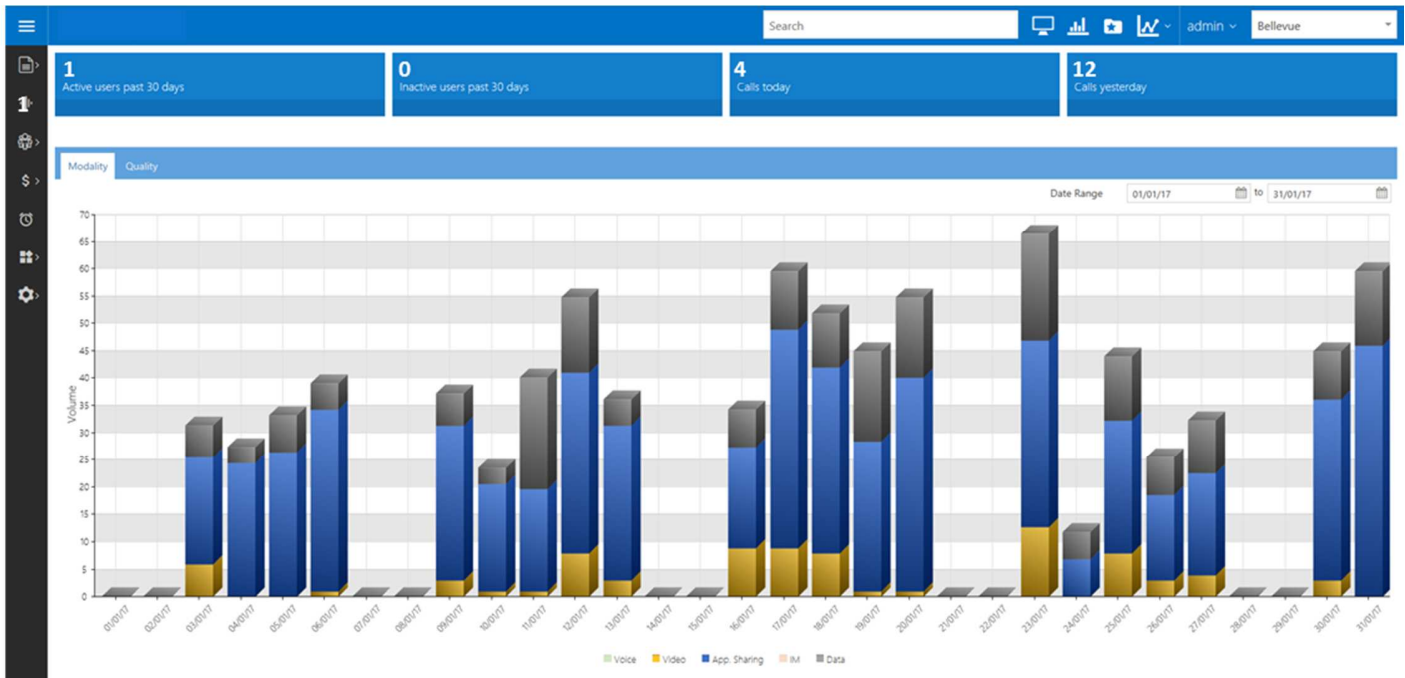 Search
admin
Bellevue
1
Active users past 30 days
0
Inactive users past 30 days
4
Calls today
12
Calls yesterday
1
$
Modality Quality
Date Range 01/01/17 to 31/01/17
70
65
60
55
50
45
40
35
30
25
20
15
10
5
0
Volume
01/01/17 02/01/17 03/01/17 04/01/17 05/01/17 06/01/17 07/01/17 08/01/17 09/01/17 10/01/17 11/01/17 12/01/17 13/01/17 14/01/17 15/01/17 16/01/17 17/01/17 18/01/17 19/01/17 20/01/17 21/01/17 22/01/17 23/01/17 24/01/17 25/01/17 26/01/17 27/01/17 28/01/17 29/01/17 30/01/17 31/01/17
Voice Video App. Sharing IM Data